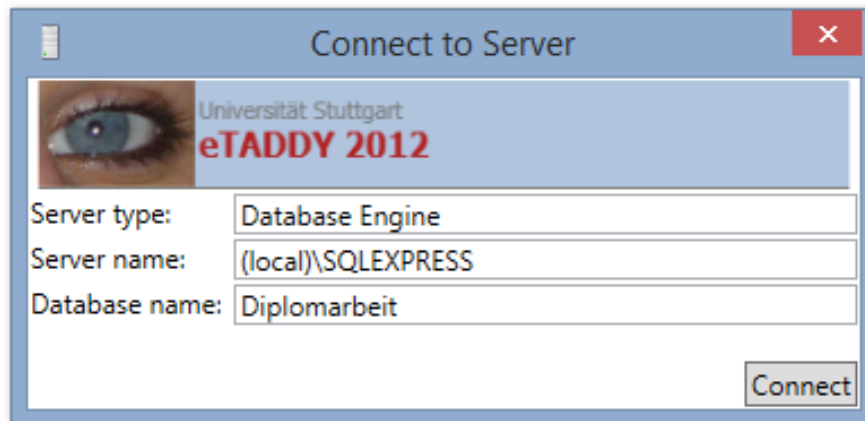 Connect to Server
Universität Stuttgart
eTADDY 2012
Server type: Database Engine
Server name: (local)\SQLEXPRESS
Database name: Diplomarbeit
Connect